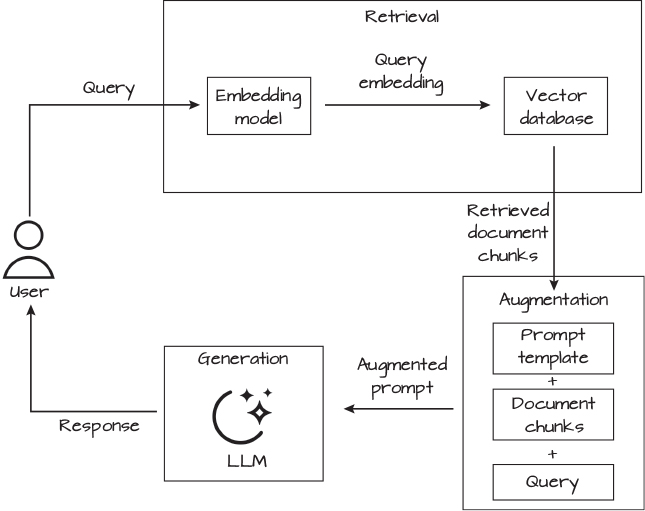 Retrieval
Query
Embedding
model
Query
embedding
Vector
database
Retrieved
document
chunks
User
Augmentation
Prompt
template
+
Document
chunks
+
Query
Augmented
prompt
Generation
LLM
Response